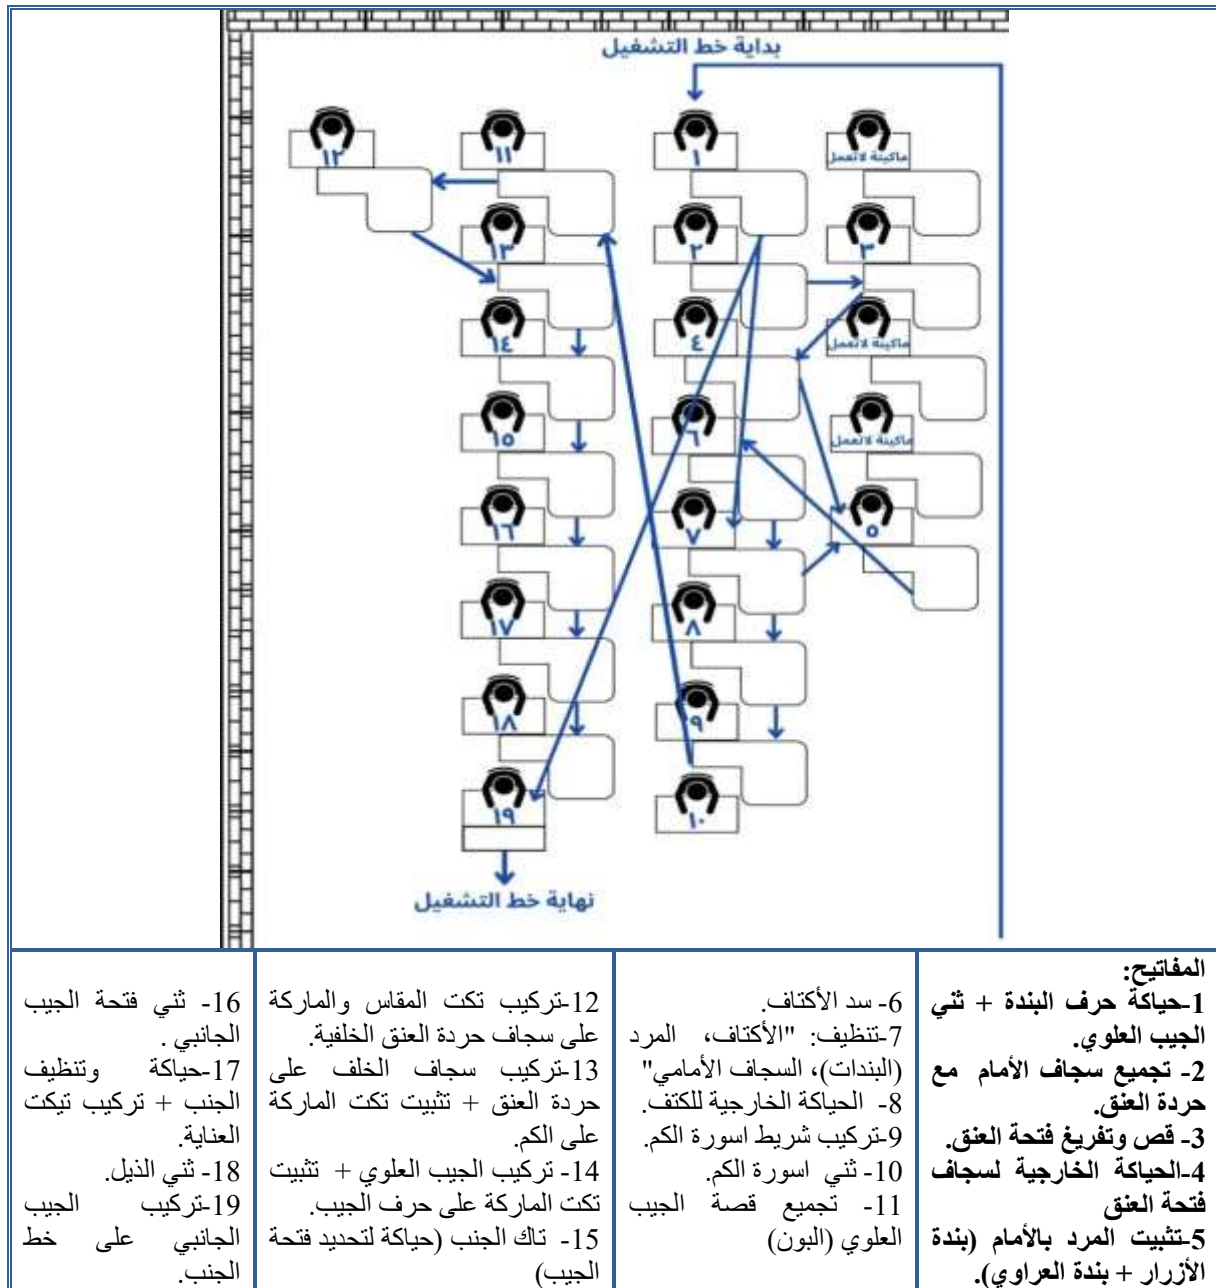 بداية خط التشغيل
١٢
١١
١
ماكينة لاتعمل
١٣
٢
٣
١٤
٤
ماكينة لاتعمل
١٥
٦
ماكينة لاتعمل
١٦
٧
٥
١٧
٨
١٨
٩
١٩
١٠
نهاية خط التشغيل
المفاتيح:
1-حياكة حرف البندة + ثني
الجيب العلوي.
2- تجميع سجاف الأمام مع
حردة العنق.
3- قص وتفريغ فتحة العنق.
4-الحياكة الخارجية لسجاف
فتحة العنق
5-تثبيت المرد بالأمام (بندة
الأزرار + بندة العراوي).
6- سد الأكتاف.
7-تنظيف: "الأكتاف، المرد
(البندات)، السجاف الأمامي"
8- الحياكة الخارجية للكتف.
9-تركيب شريط اسورة الكم.
10- ثني اسورة الكم.
11- تجميع قصة الجيب
العلوي (البون)
12-تركيب تكت المقاس والماركة
على سجاف حردة العنق الخلفية.
13-تركيب سجاف الخلف على
حردة العنق + تثبيت تكت الماركة
على الكم.
14- تركيب الجيب العلوي + تثبيت
تكت الماركة على حرف الجيب.
15- تاك الجنب (حياكة لتحديد فتحة
الجيب)
16- ثني فتحة الجيب
الجانبي .
17-حياكة وتنظيف
الجنب + تركيب تيكت
العناية.
18- ثني الذيل.
19-تركيب الجيب
الجانبي على خط
الجنب.